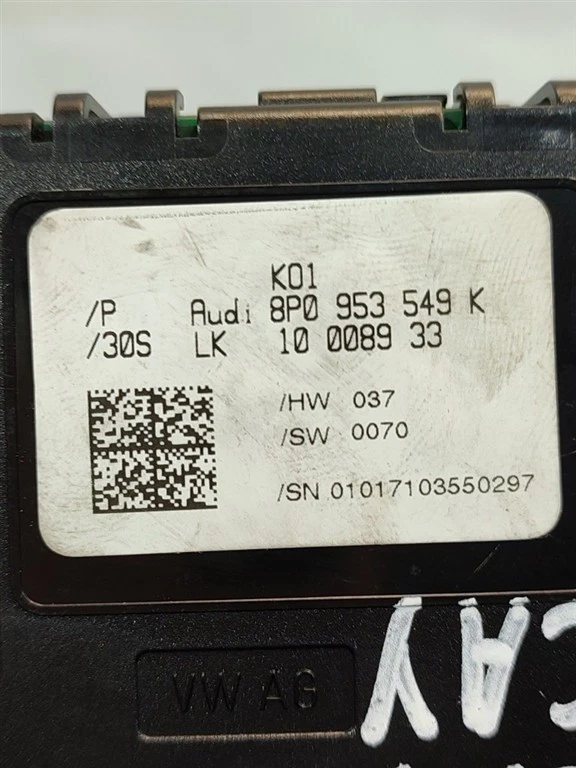 K01
/P Audi 8P0 953 549 K
/30S LK 10 0089 33
/HW 037
/SW 0070
/SN 01017103550297
VW AG
CAY